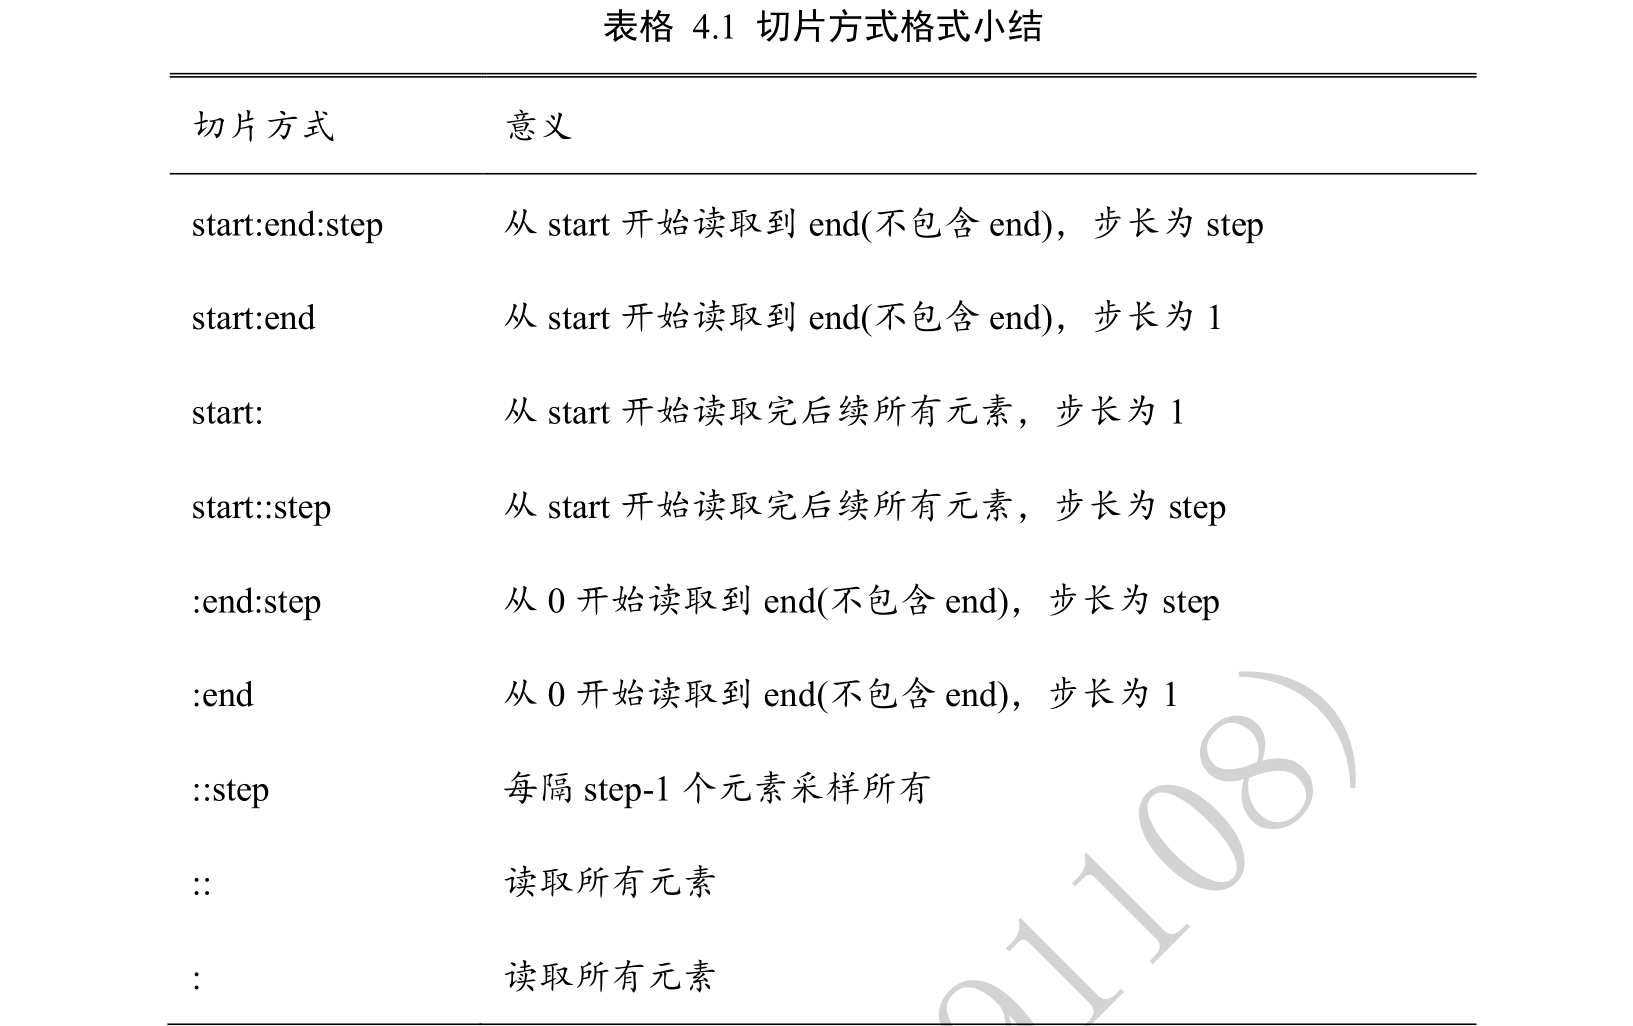 表格 4.1 切片方式格式小结
切片方式 意义
start:end:step 从 start 开始读取到 end(不包含 end)，步长为 step
start:end 从 start 开始读取到 end(不包含 end)，步长为 1
start: 从 start 开始读取完后续所有元素，步长为 1
start::step 从 start 开始读取完后续所有元素，步长为 step
:end:step 从 0 开始读取到 end(不包含 end)，步长为 step
:end 从 0 开始读取到 end(不包含 end)，步长为 1
::step 每隔 step-1 个元素采样所有
:: 读取所有元素
: 读取所有元素
91108)